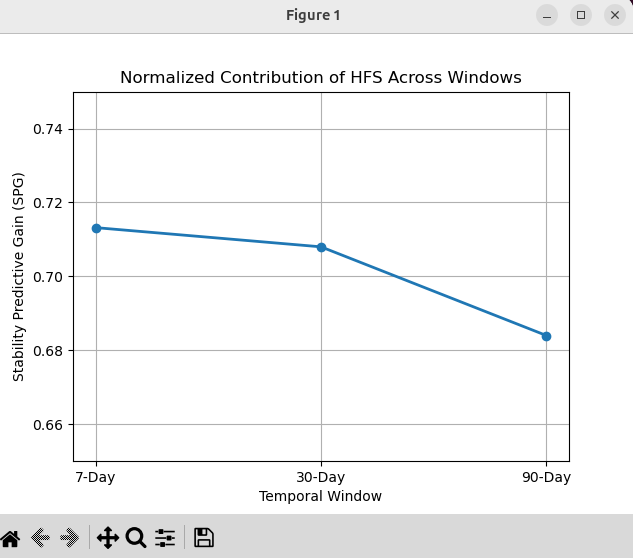 Figure 1
Normalized Contribution of HFS Across Windows
0.74
0.72
0.70
0.68
0.66
Stability Predictive Gain (SPG)
7-Day
30-Day
90-Day
Temporal Window